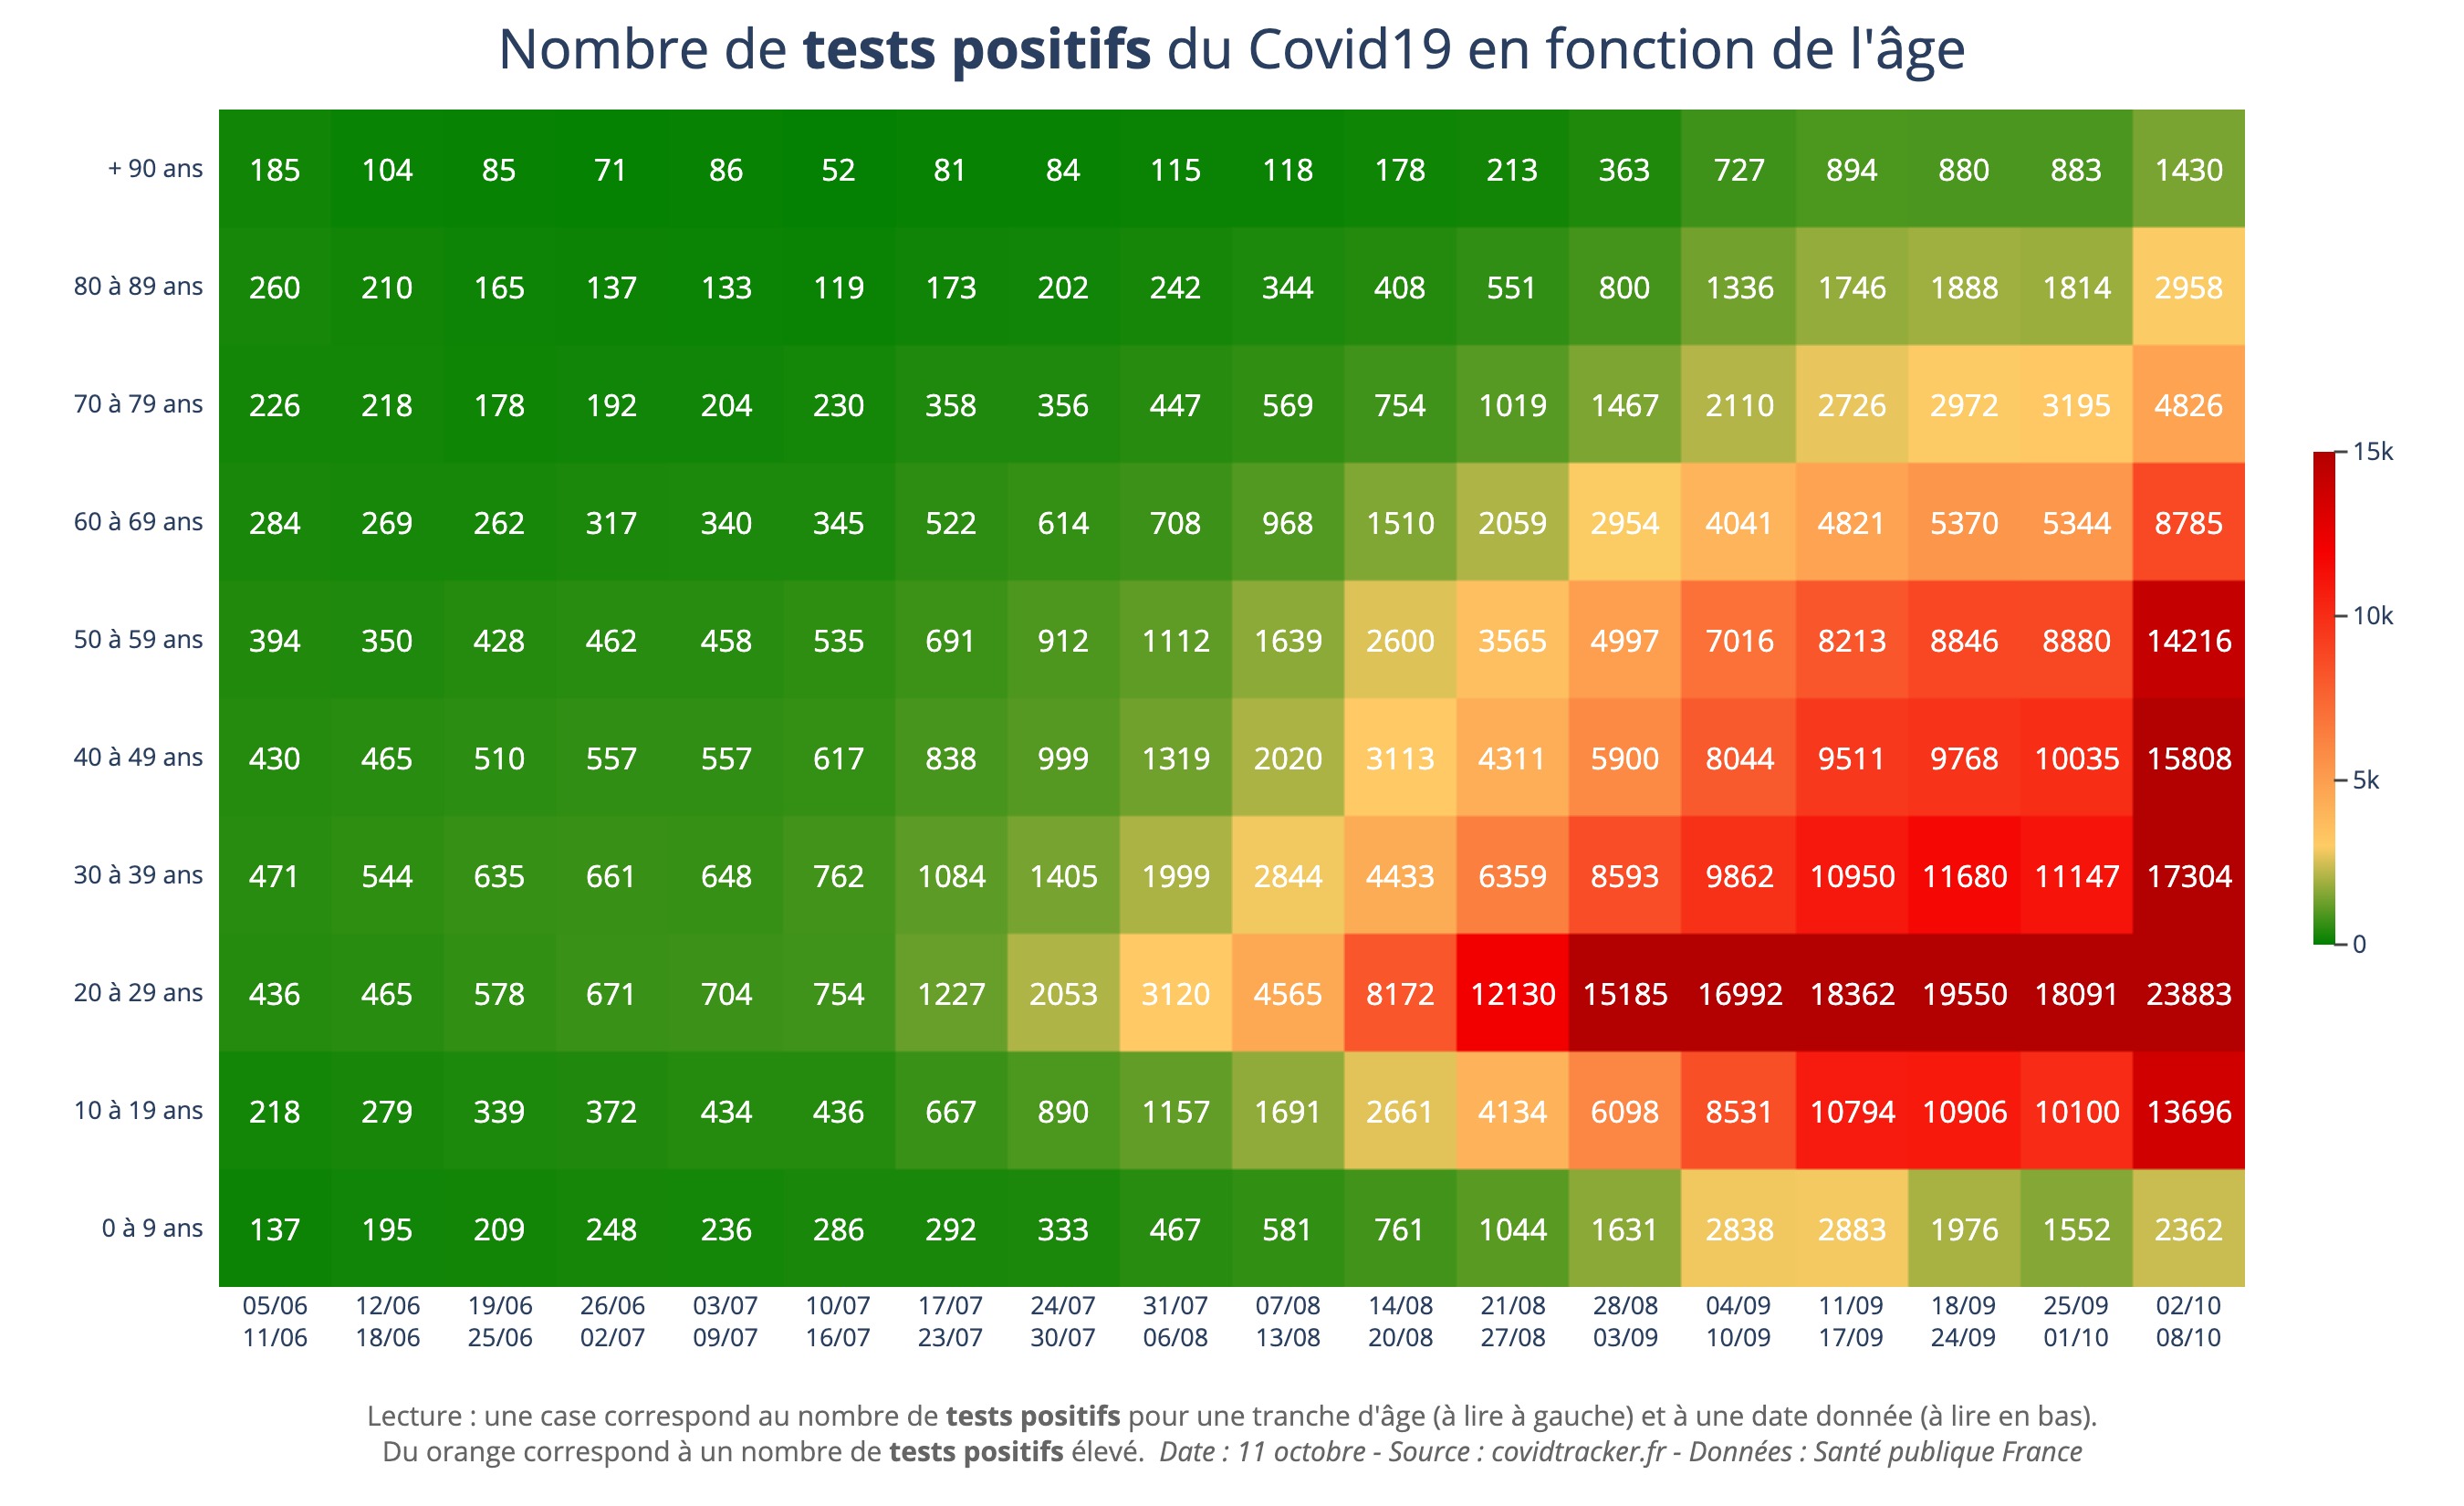 Nombre de tests positifs du Covid19 en fonction de l'âge
+ 90 ans 185 104 85 71 86 52 81 84 115 118 178 213 363 727 894 880 883 1430
80 à 89 ans 260 210 165 137 133 119 173 202 242 344 408 551 800 1336 1746 1888 1814 2958
70 à 79 ans 226 218 178 192 204 230 358 356 447 569 754 1019 1467 2110 2726 2972 3195 4826
60 à 69 ans 284 269 262 317 340 345 522 614 708 968 1510 2059 2954 4041 4821 5370 5344 8785
50 à 59 ans 394 350 428 462 458 535 691 912 1112 1639 2600 3565 4997 7016 8213 8846 8880 14216
40 à 49 ans 430 465 510 557 557 617 838 999 1319 2020 3113 4311 5900 8044 9511 9768 10035 15808
30 à 39 ans 471 544 635 661 648 762 1084 1405 1999 2844 4433 6359 8593 9862 10950 11680 11147 17304
20 à 29 ans 436 465 578 671 704 754 1227 2053 3120 4565 8172 12130 15185 16992 18362 19550 18091 23883
10 à 19 ans 218 279 339 372 434 436 667 890 1157 1691 2661 4134 6098 8531 10794 10906 10100 13696
0 à 9 ans 137 195 209 248 236 286 292 333 467 581 761 1044 1631 2838 2883 1976 1552 2362
05/06 12/06 19/06 26/06 03/07 10/07 17/07 24/07 31/07 07/08 14/08 21/08 28/08 04/09 11/09 18/09 25/09 02/10
11/06 18/06 25/06 02/07 09/07 16/07 23/07 30/07 06/08 13/08 20/08 27/08 03/09 10/09 17/09 24/09 01/10 08/10
15k
10k
5k
0
Lecture : une case correspond au nombre de tests positifs pour une tranche d'âge (à lire à gauche) et à une date donnée (à lire en bas).
Du orange correspond à un nombre de tests positifs élevé. Date : 11 octobre - Source : covidtracker.fr - Données : Santé publique France